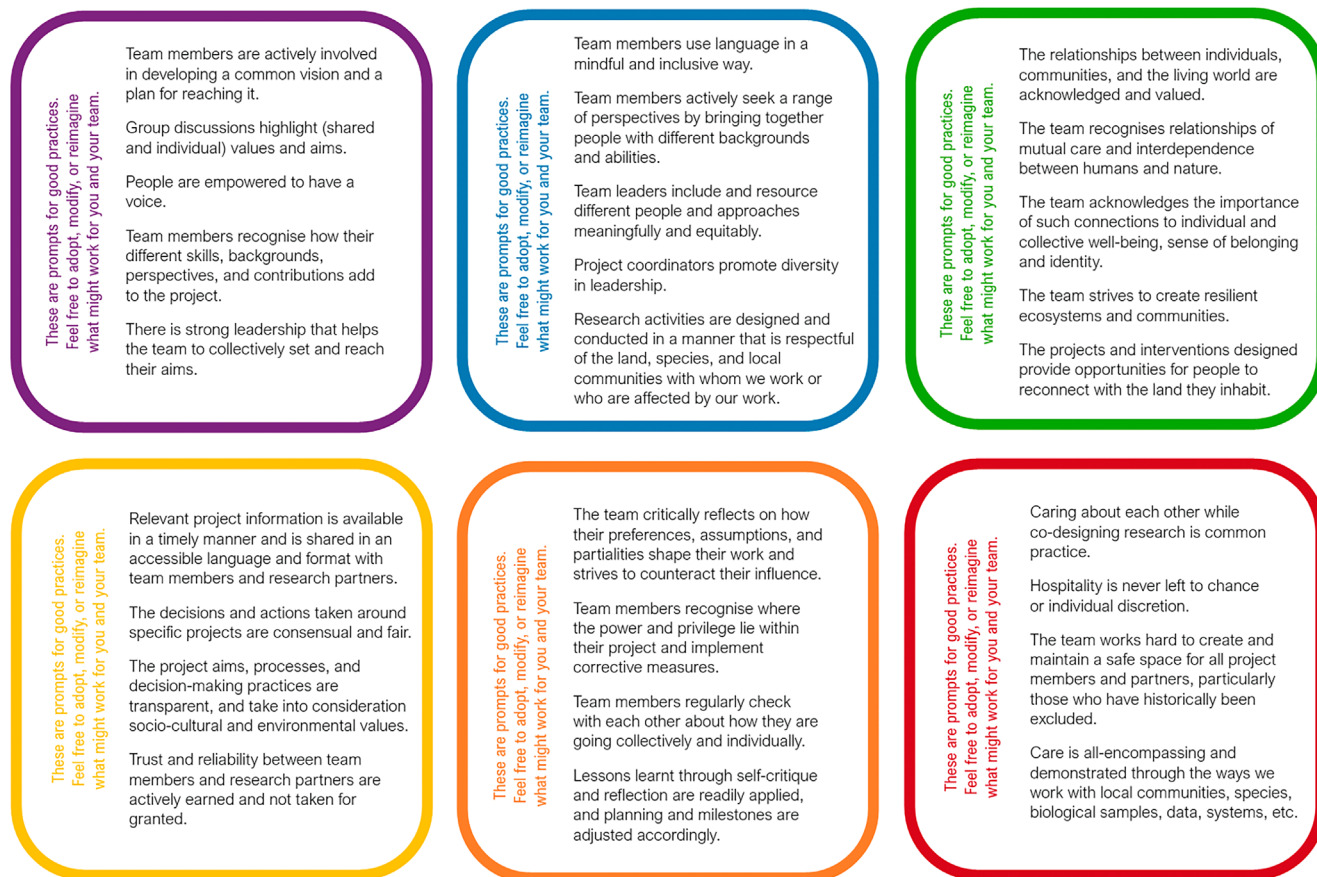 These are prompts for good practices.
Feel free to adopt, modify, or reimagine
what might work for you and your team.
Team members are actively involved
in developing a common vision and a
plan for reaching it.
Group discussions highlight (shared
and individual) values and aims.
People are empowered to have a
voice.
Team members recognise how their
different skills, backgrounds,
perspectives, and contributions add
to the project.
There is strong leadership that helps
the team to collectively set and reach
their aims.
These are prompts for good practices.
Feel free to adopt, modify, or reimagine
what might work for you and your team.
Team members use language in a
mindful and inclusive way.
Team members actively seek a range
of perspectives by bringing together
people with different backgrounds
and abilities.
Team leaders include and resource
different people and approaches
meaningfully and equitably.
Project coordinators promote diversity
in leadership.
Research activities are designed and
conducted in a manner that is respectful
of the land, species, and local
communities with whom we work or
who are affected by our work.
These are prompts for good practices.
Feel free to adopt, modify, or reimagine
what might work for you and your team.
The relationships between individuals,
communities, and the living world are
acknowledged and valued.
The team recognises relationships of
mutual care and interdependence
between humans and nature.
The team acknowledges the importance
of such connections to individual and
collective well-being, sense of belonging
and identity.
The team strives to create resilient
ecosystems and communities.
The projects and interventions designed
provide opportunities for people to
reconnect with the land they inhabit.
These are prompts for good practices.
Feel free to adopt, modify, or reimagine
what might work for you and your team.
Relevant project information is available
in a timely manner and is shared in an
accessible language and format with
team members and research partners.
The decisions and actions taken around
specific projects are consensual and fair.
The project aims, processes, and
decision-making practices are
transparent, and take into consideration
socio-cultural and environmental values.
Trust and reliability between team
members and research partners are
actively earned and not taken for
granted.
These are prompts for good practices.
Feel free to adopt, modify, or reimagine
what might work for you and your team.
The team critically reflects on how
their preferences, assumptions, and
partialities shape their work and
strives to counteract their influence.
Team members recognise where
the power and privilege lie within
their project and implement
corrective measures.
Team members regularly check
with each other about how they are
going collectively and individually.
Lessons learnt through self-critique
and reflection are readily applied,
and planning and milestones are
adjusted accordingly.
These are prompts for good practices.
Feel free to adopt, modify, or reimagine
what might work for you and your team.
Caring about each other while
co-designing research is common
practice.
Hospitality is never left to chance
or individual discretion.
The team works hard to create and
maintain a safe space for all project
members and partners, particularly
those who have historically been
excluded.
Care is all-encompassing and
demonstrated through the ways we
work with local communities, species,
biological samples, data, systems, etc.